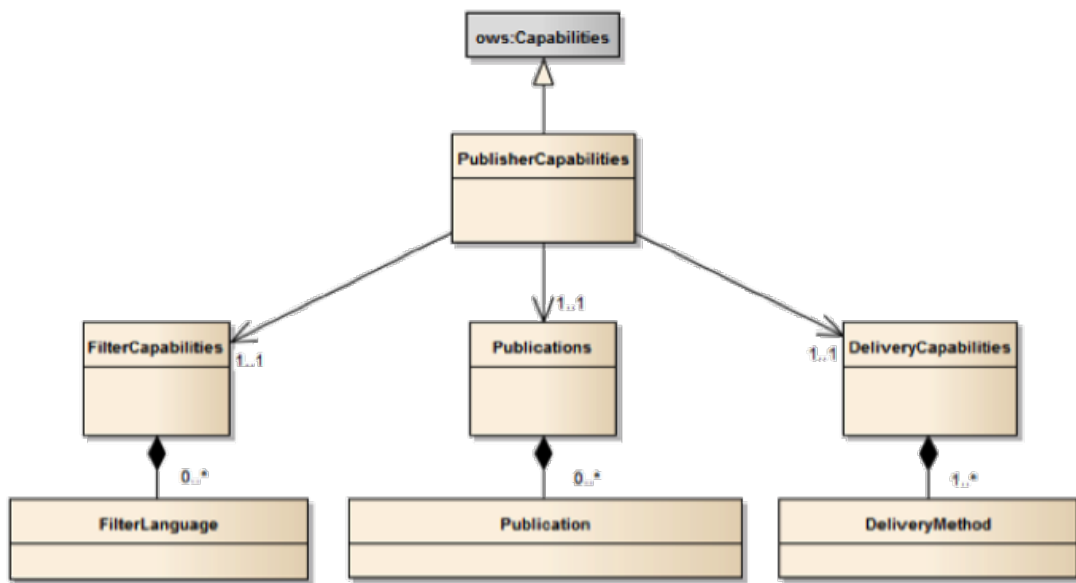 ows:Capabilities
PublisherCapabilities
1..1
FilterCapabilities
Publications
DeliveryCapabilities
1..1
1..1
0..*
0..*
1..*
FilterLanguage
Publication
DeliveryMethod